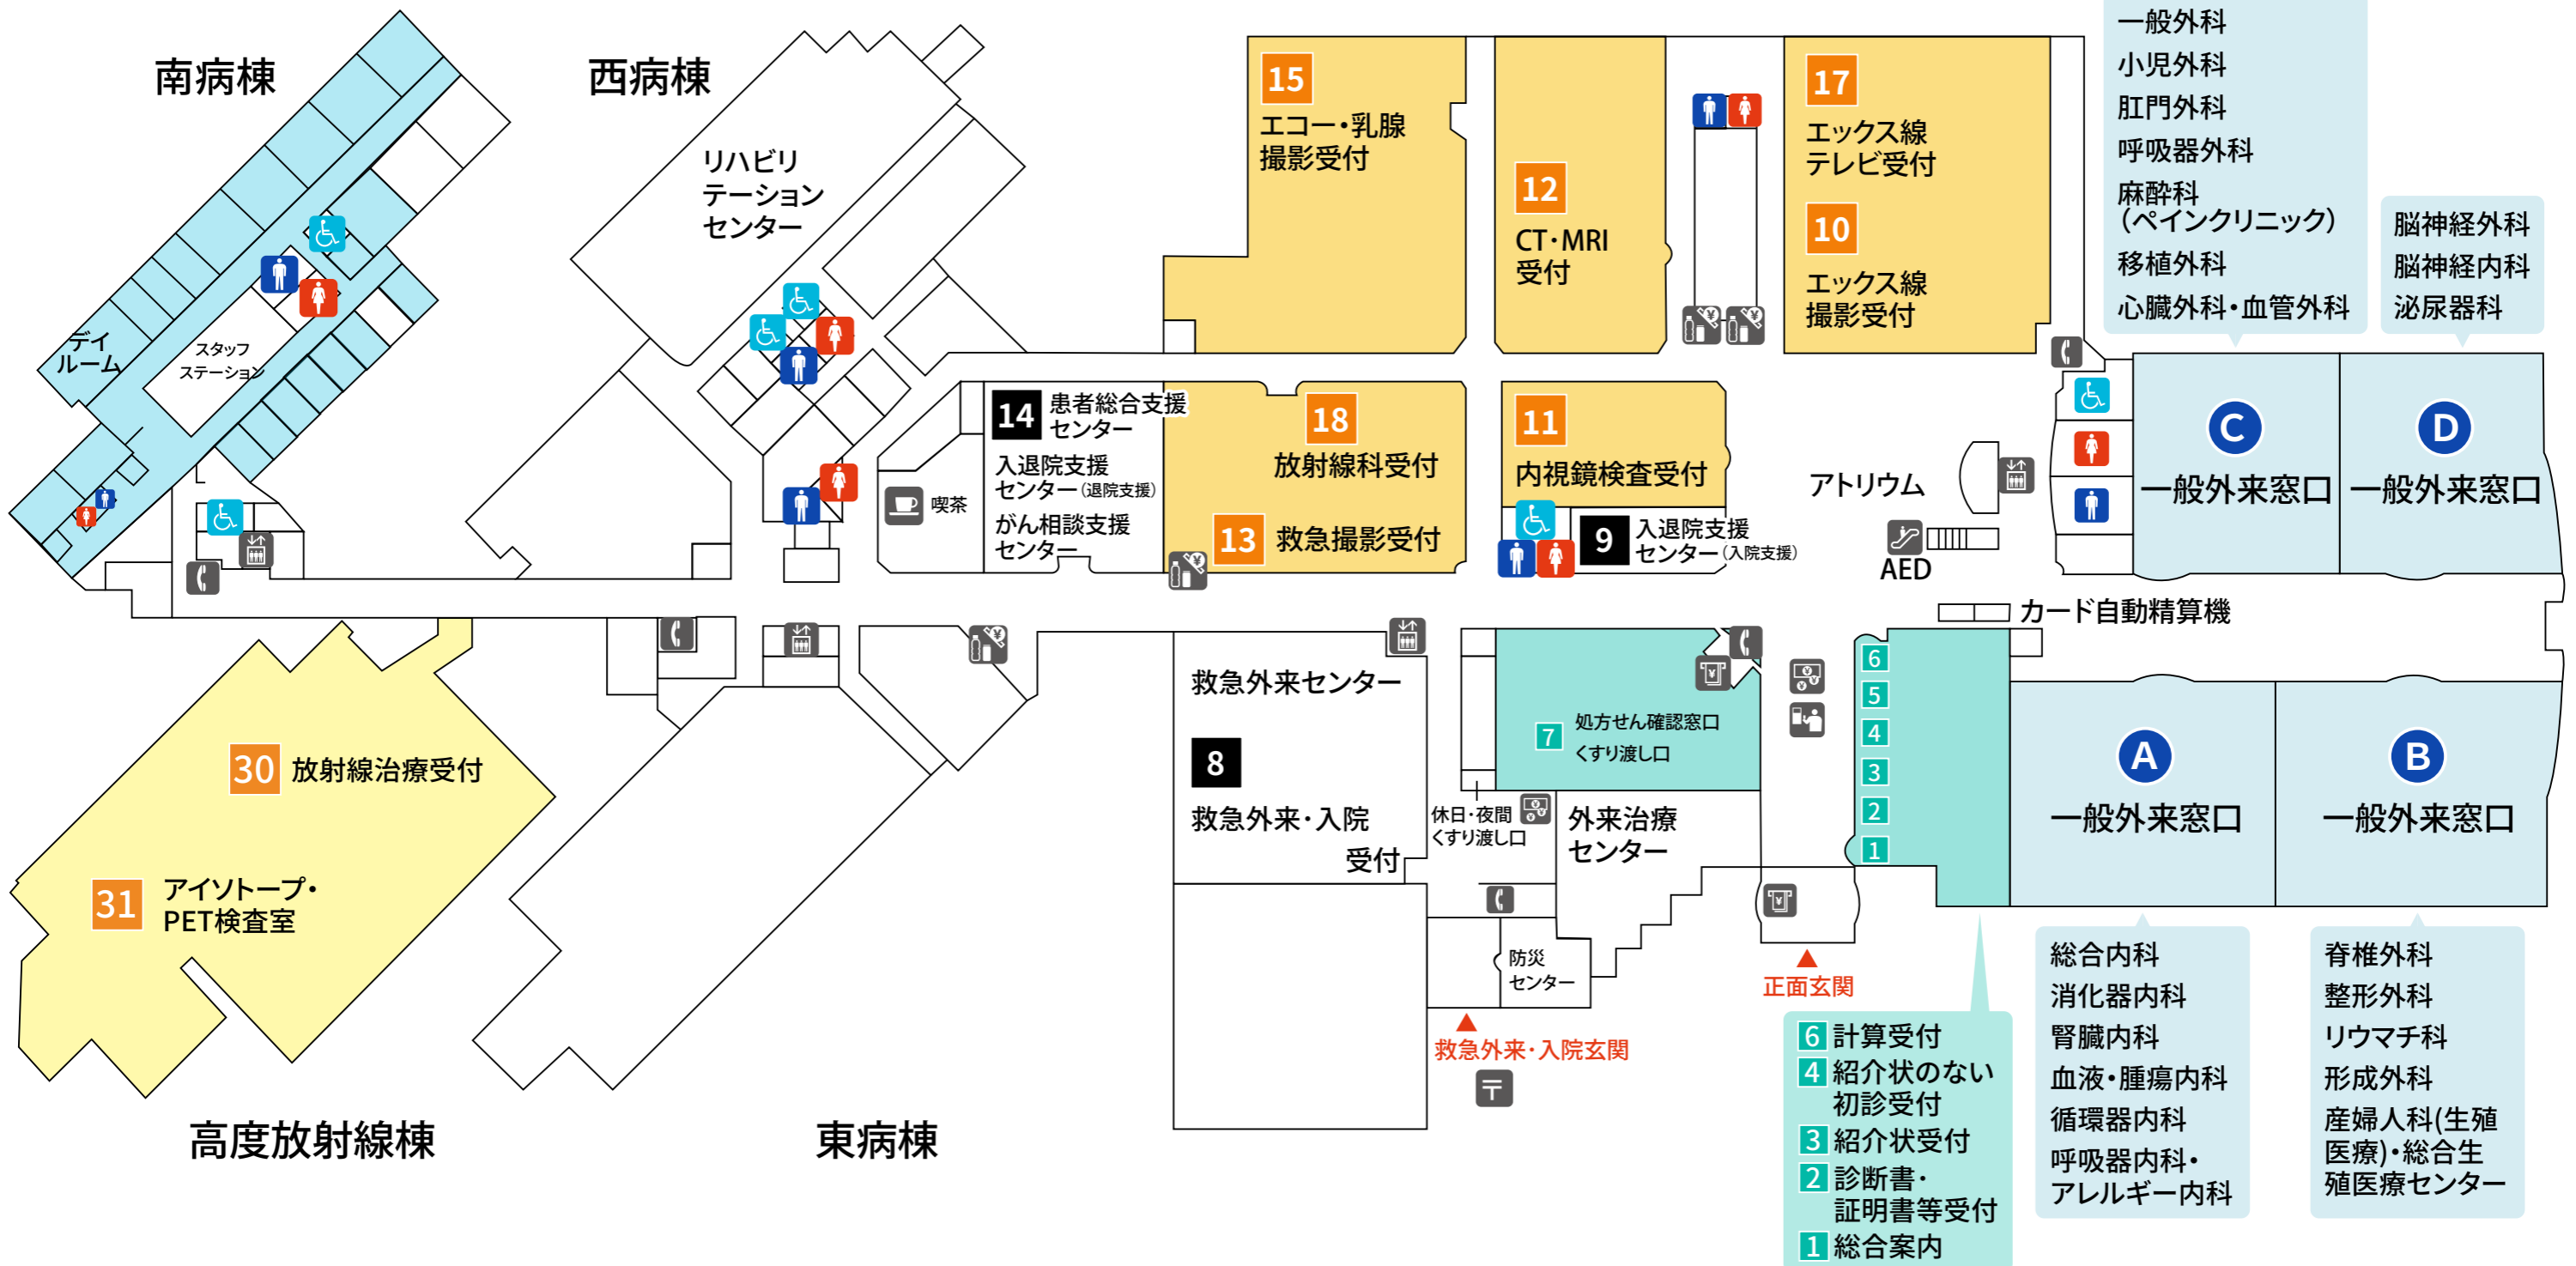 南病棟
西病棟
デイ
ルーム
スタッフ
ステーション
リハビリ
テーション
センター
15
エコー・乳腺
撮影受付
12
CT・MRI
受付
17
エックス線
テレビ受付
10
エックス線
撮影受付
一般外科
小児外科
肛門外科
呼吸器外科
麻酔科
（ペインクリニック）
移植外科
心臓外科・血管外科
脳神経外科
脳神経内科
泌尿器科
喫茶
14 患者総合支援
センター
入退院支援
センター（退院支援）
がん相談支援
センター
18
放射線科受付
13 救急撮影受付
11
内視鏡検査受付
9 入退院支援
センター（入院支援）
アトリウム
AED
C
一般外来窓口
D
一般外来窓口
カード自動精算機
救急外来センター
8
救急外来・入院
受付
7 処方せん確認窓口
くすり渡し口
休日・夜間
くすり渡し口
外来治療
センター
防災
センター
6
5
4
3
2
1
A
一般外来窓口
B
一般外来窓口
30 放射線治療受付
31 アイソトープ・
PET検査室
高度放射線棟
東病棟
救急外来・入院玄関
〒
正面玄関
6 計算受付
4 紹介状のない
初診受付
3 紹介状受付
2 診断書・
証明書等受付
1 総合案内
総合内科
消化器内科
腎臓内科
血液・腫瘍内科
循環器内科
呼吸器内科・
アレルギー内科
脊椎外科
整形外科
リウマチ科
形成外科
産婦人科(生殖
医療)・総合生
殖医療センター